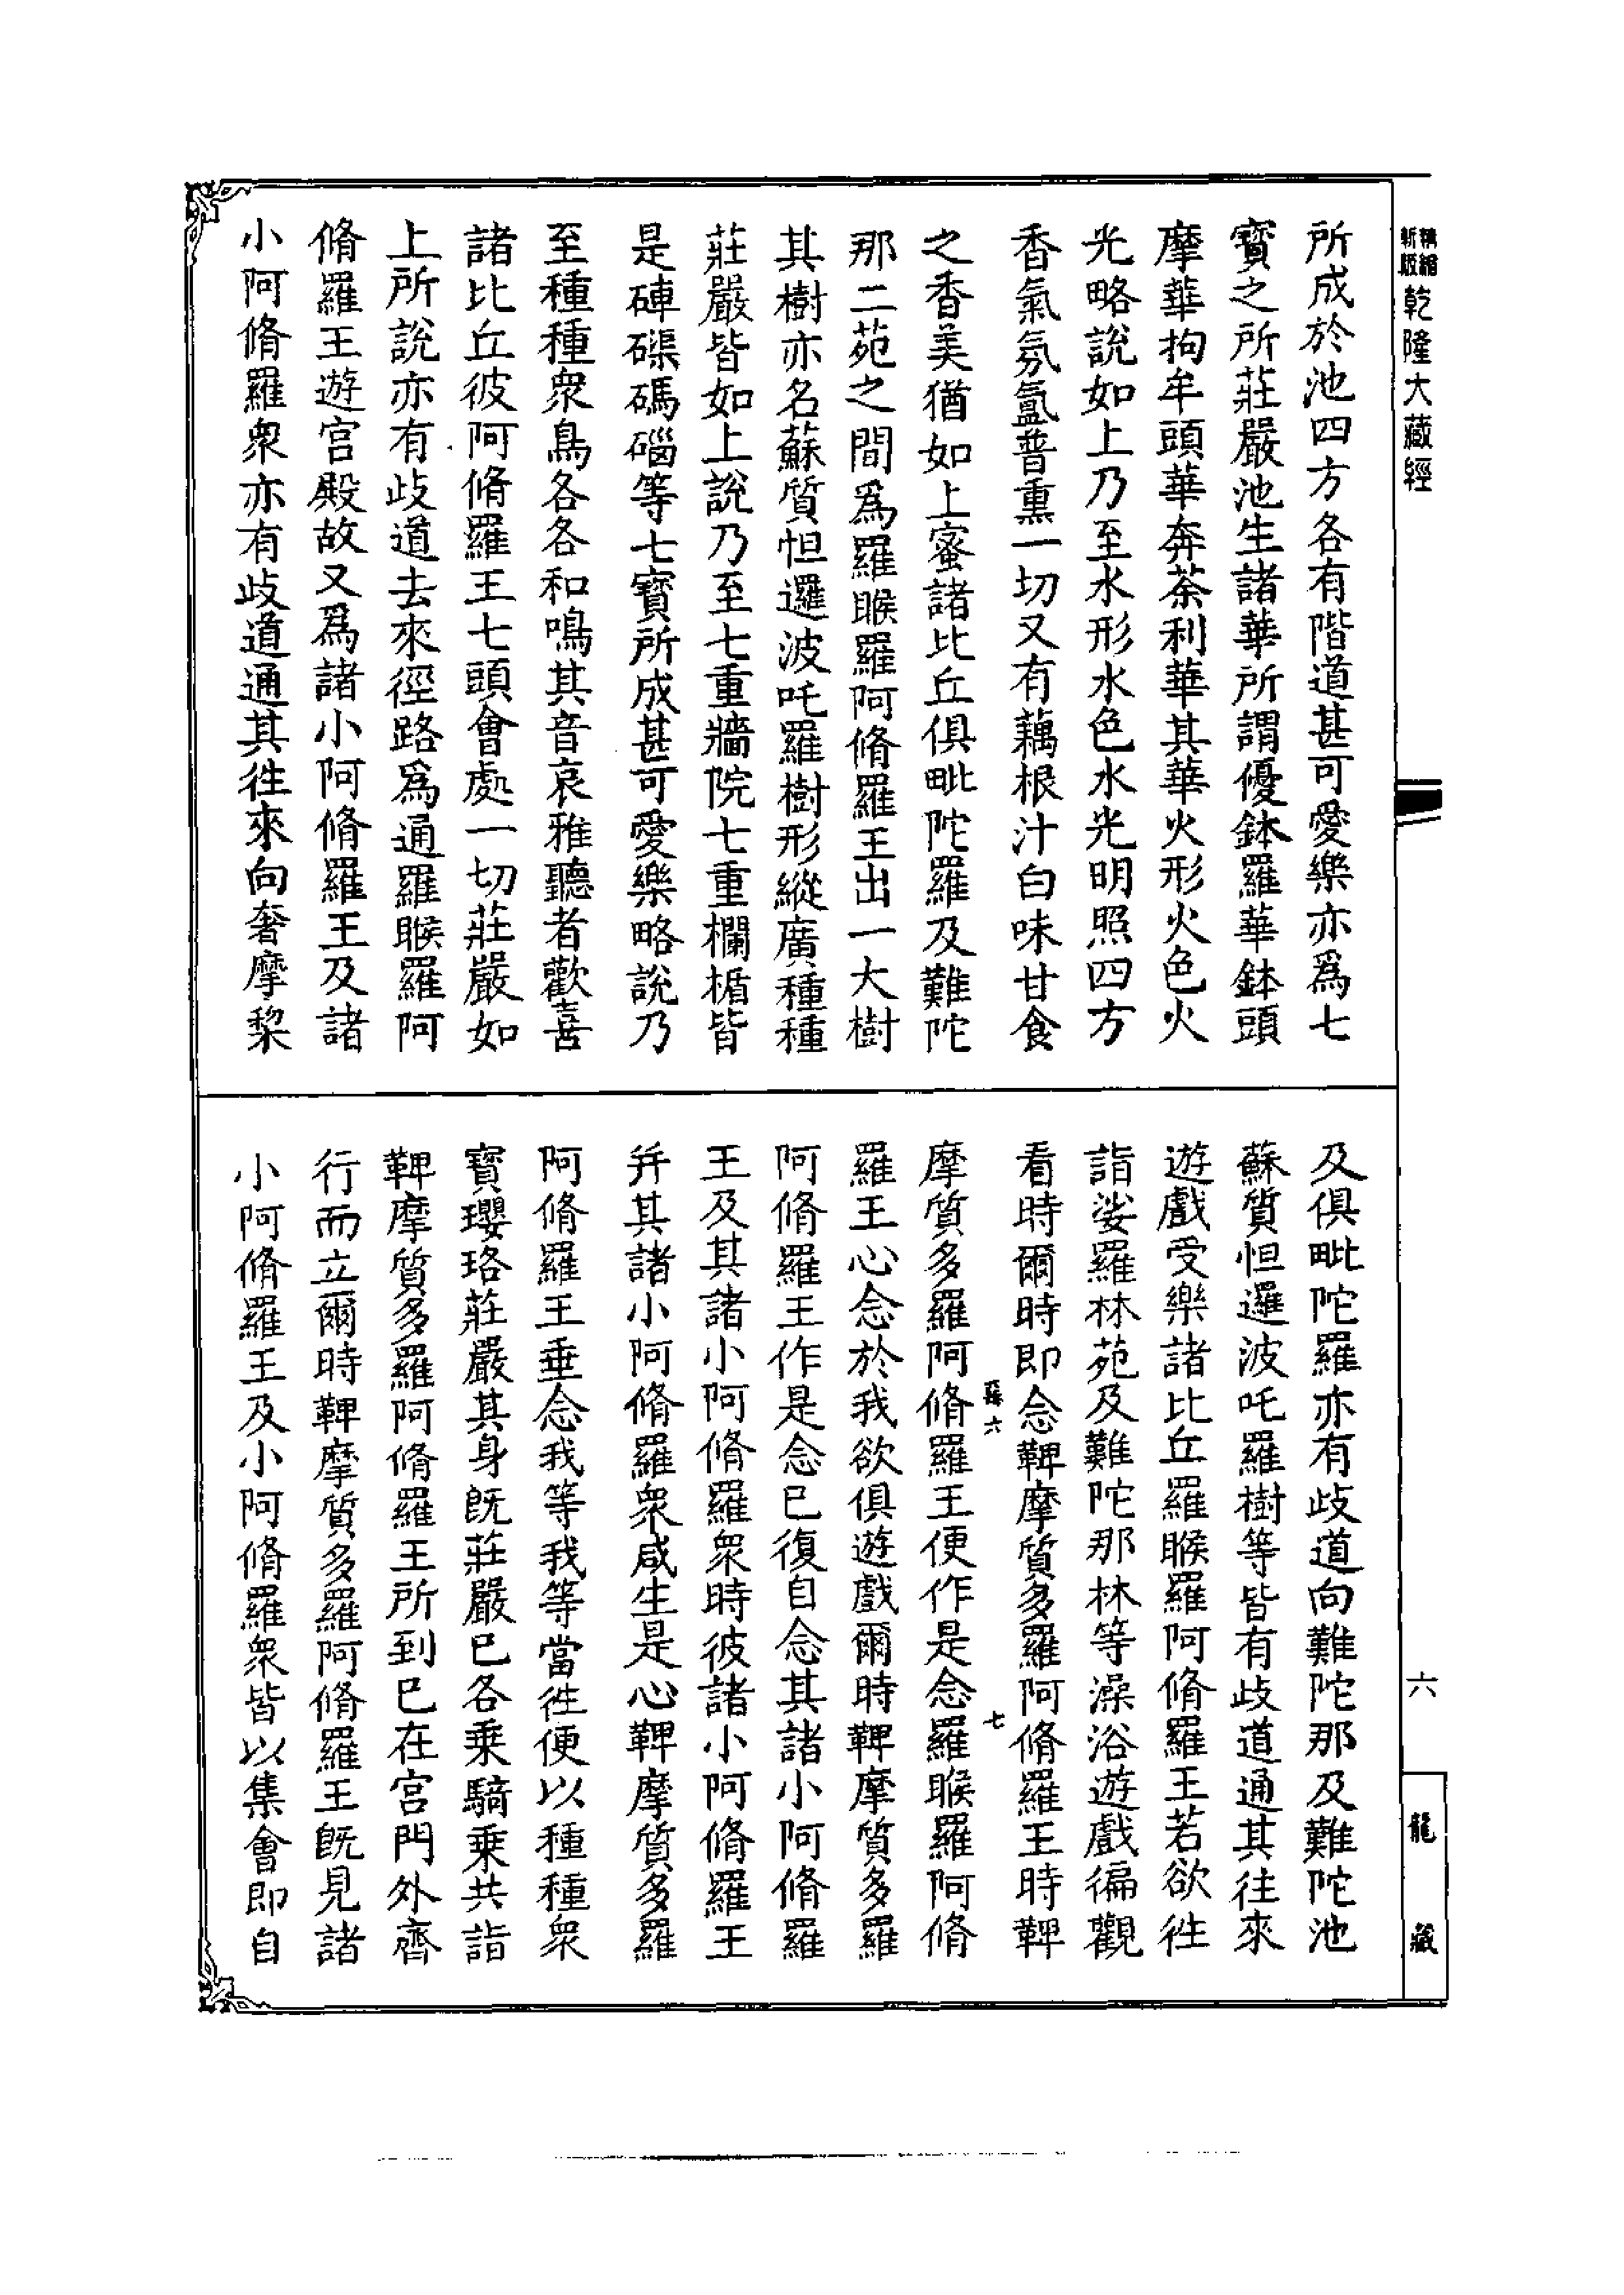 精縮
新版
乾隆大藏經
所成於池四方各有階道甚可愛樂亦爲七
寶之所莊嚴池生諸華所謂優鉢羅華鉢頭
摩華拘牟頭華奔茶利華其華火形火色火
光略說如上乃至水形水色水光明照四方
香氣氛氳普熏一切又有藕根汁白味甘食
之香美猶如上蜜諸比丘俱毗陀羅及難陀
那二苑之間爲羅睺羅阿脩羅王出一大樹
其樹亦名蘇質怛邏波吒羅樹形縱廣種種
莊嚴皆如上說乃至七重牆院七重欄楯皆
是硨磲碼碯等七寶所成甚可愛樂略說乃
至種種衆鳥各各和鳴其音哀雅聽者歡喜
諸比丘彼阿脩羅王七頭會處一切莊嚴如
上所說亦有歧道去來徑路爲通羅睺羅阿
脩羅王遊宮殿故又爲諸小阿脩羅王及諸
小阿脩羅衆亦有歧道通其往來向奢摩梨
及俱毗陀羅亦有歧道向難陀那及難陀池
蘇質怛邏波吒羅樹等皆有歧道通其往來
遊戲受樂諸比丘羅睺羅阿脩羅王若欲往
詣娑羅林苑及難陀那林等澡浴遊戲徧觀
看時爾時即念鞞摩質多羅阿脩羅王時鞞
六
七
摩質多羅阿脩羅王便作是念羅睺羅阿脩
羅王心念於我欲俱遊戲爾時鞞摩質多羅
阿脩羅王作是念已復自念其諸小阿脩羅
王及其諸小阿脩羅衆時彼諸小阿脩羅王
并其諸小阿脩羅衆咸生是心鞞摩質多羅
阿脩羅王垂念我等我等當往便以種種衆
寶瓔珞莊嚴其身旣莊嚴已各乗騎乗共詣
鞞摩質多羅阿脩羅王所到已在宮門外齊
行而立爾時鞞摩質多羅阿脩羅王旣見諸
小阿脩羅王及小阿脩羅衆皆以集會即自
六
龍藏